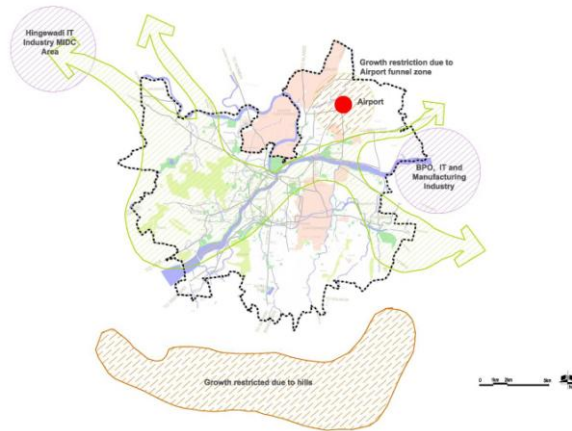 Hingewadi IT
Industry MIDC
Area
Growth restriction due to
Airport funnel zone
Airport
BPO, IT and
Manufacturing
Industry
Growth restricted due to hills